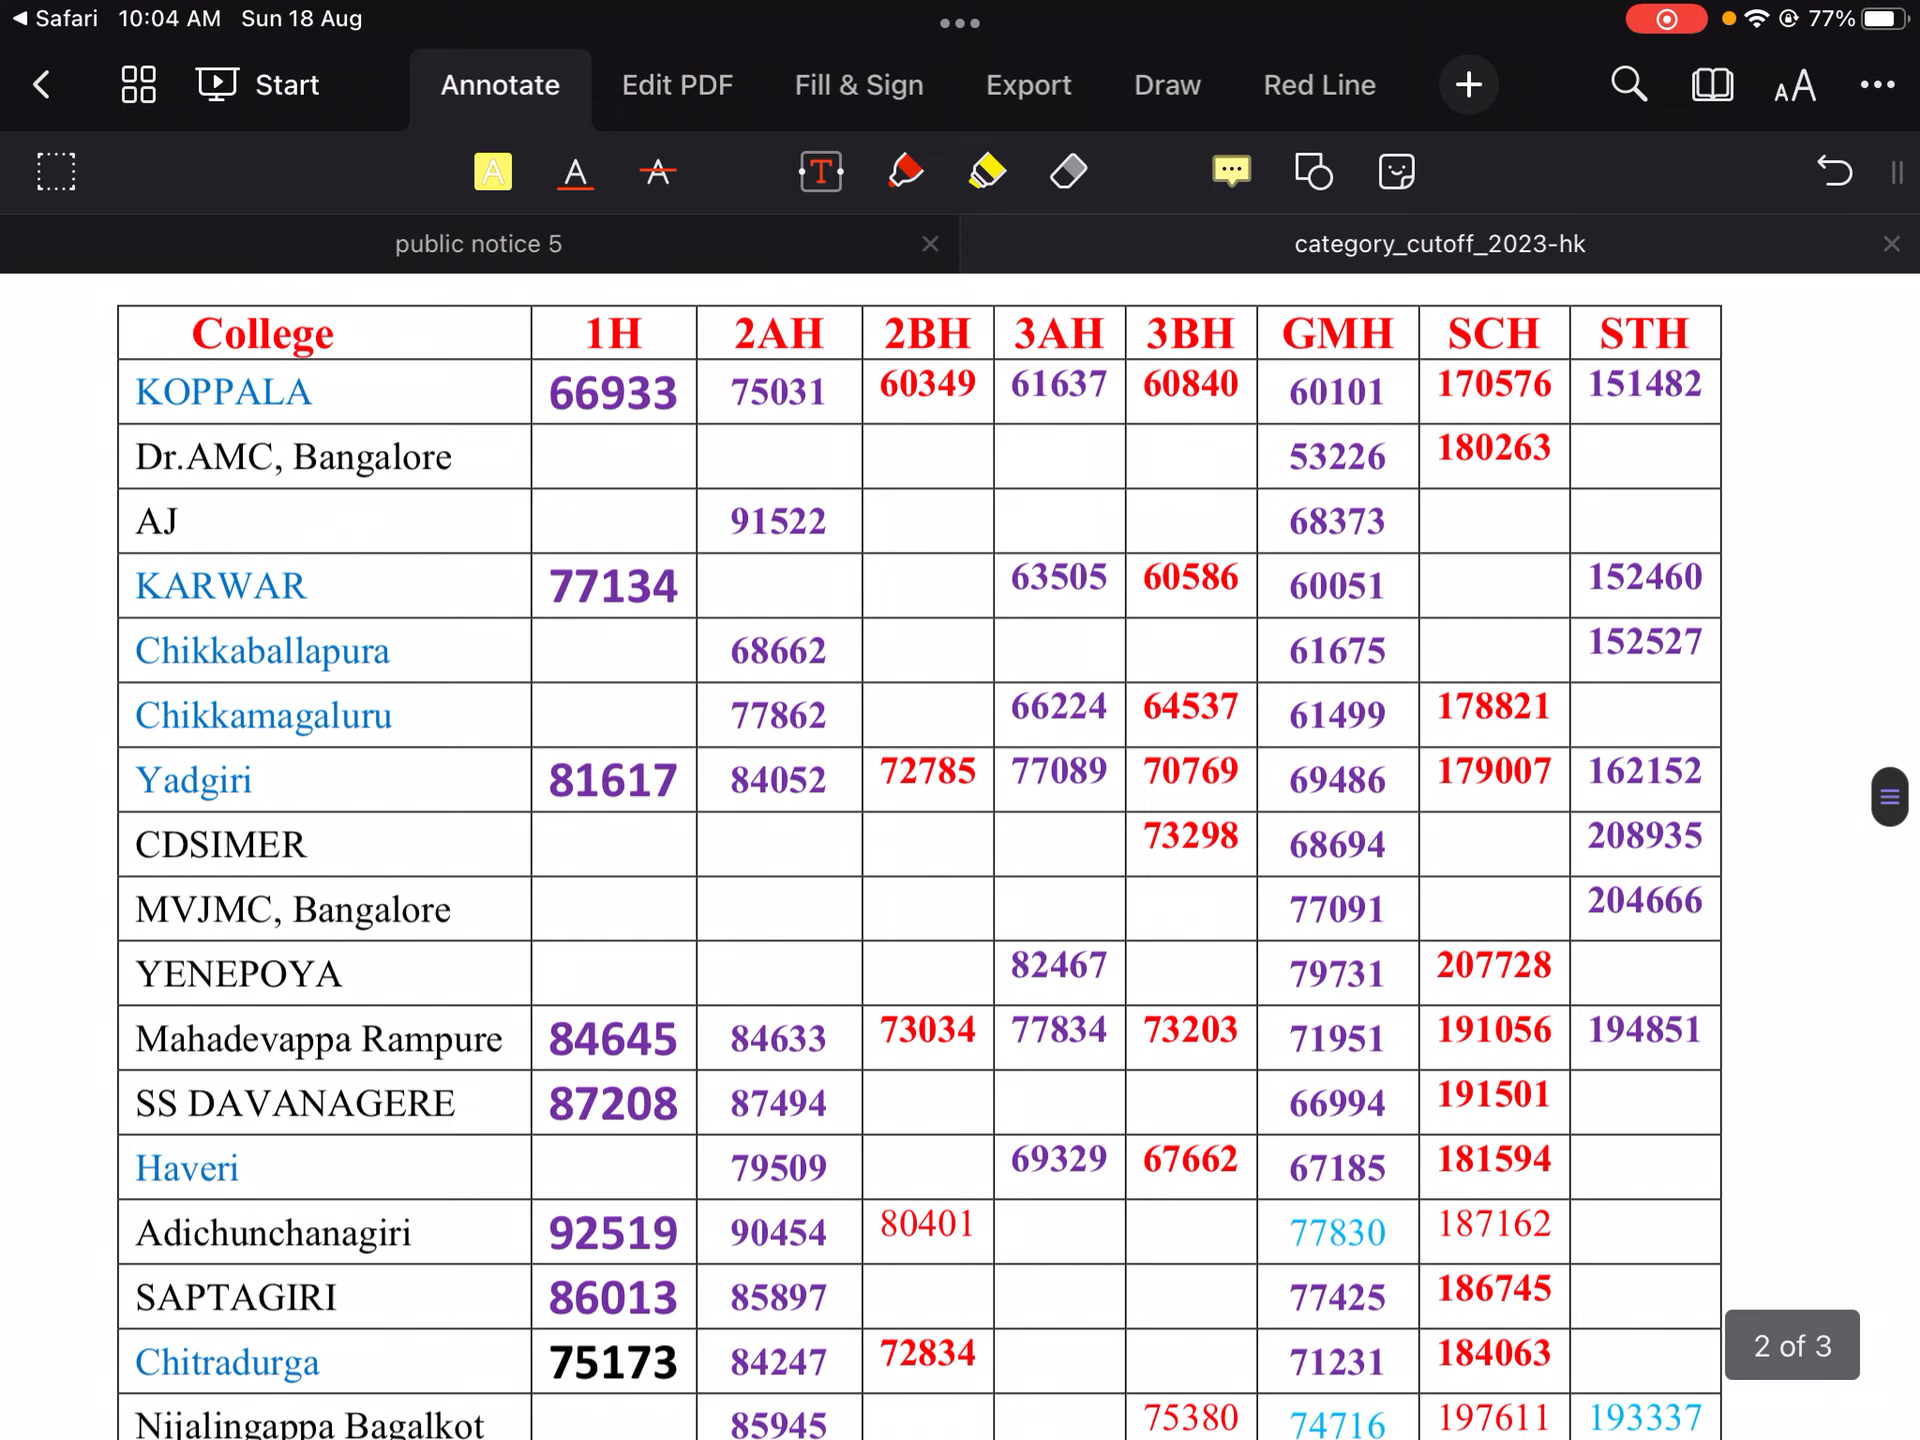 Safari 10:04 AM Sun 18 Aug 77%
Start Annotate Edit PDF Fill & Sign Export Draw Red Line AA
A A A T
public notice 5 category_cutoff_2023-hk
College 1H 2AH 2BH 3AH 3BH GMH SCH STH
KOPPALA 66933 75031 60349 61637 60840 60101 170576 151482
Dr.AMC, Bangalore 53226 180263
AJ 91522 68373
KARWAR 77134 63505 60586 60051 152460
Chikkaballapura 68662 61675 152527
Chikkamagaluru 77862 66224 64537 61499 178821
Yadgiri 81617 84052 72785 77089 70769 69486 179007 162152
CDSIMER 73298 68694 208935
MVJMC, Bangalore 77091 204666
YENEPOYA 82467 79731 207728
Mahadevappa Rampure 84645 84633 73034 77834 73203 71951 191056 194851
SS DAVANAGERE 87208 87494 66994 191501
Haveri 79509 69329 67662 67185 181594
Adichunchanagiri 92519 90454 80401 77830 187162
SAPTAGIRI 86013 85897 77425 186745
Chitradurga 75173 84247 72834 71231 184063
2 of 3
Nijalingappa Bagalkot 85945 75380 74716 197611 193337